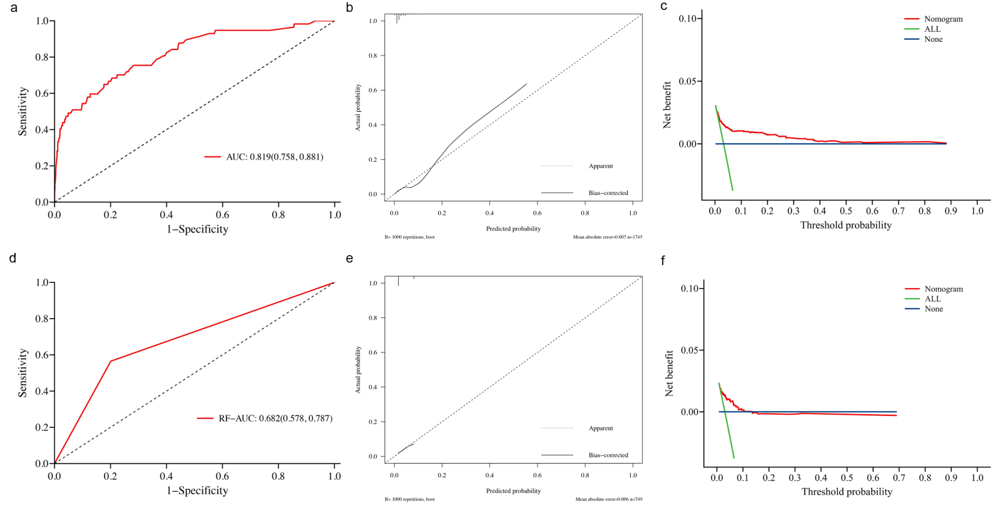 a
1.0
0.8
0.6
0.4
0.2
0.0
Sensitivity
AUC: 0.819(0.758, 0.881)
0.0 0.2 0.4 0.6 0.8 1.0
1−Specificity
b
1.0
0.8
0.6
0.4
0.2
0.0
Actual probability
Apparent
Bias−corrected
0.0 0.2 0.4 0.6 0.8 1.0
Predicted probability
B= 1000 repetitions, boot
Mean absolute error=0.007 n=1745
c
0.10
0.05
0.00
Net benefit
Nomogram
ALL
None
0.0 0.1 0.2 0.3 0.4 0.5 0.6 0.7 0.8 0.9 1.0
Threshold probability
d
1.0
0.8
0.6
0.4
0.2
0.0
Sensitivity
RF−AUC: 0.682(0.578, 0.787)
0.0 0.2 0.4 0.6 0.8 1.0
1−Specificity
e
1.0
0.8
0.6
0.4
0.2
0.0
Actual probability
Apparent
Bias−corrected
0.0 0.2 0.4 0.6 0.8 1.0
Predicted probability
B= 1000 repetitions, boot
Mean absolute error=0.006 n=749
f
0.10
0.05
0.00
Net benefit
Nomogram
ALL
None
0.0 0.1 0.2 0.3 0.4 0.5 0.6 0.7 0.8 0.9 1.0
Threshold probability